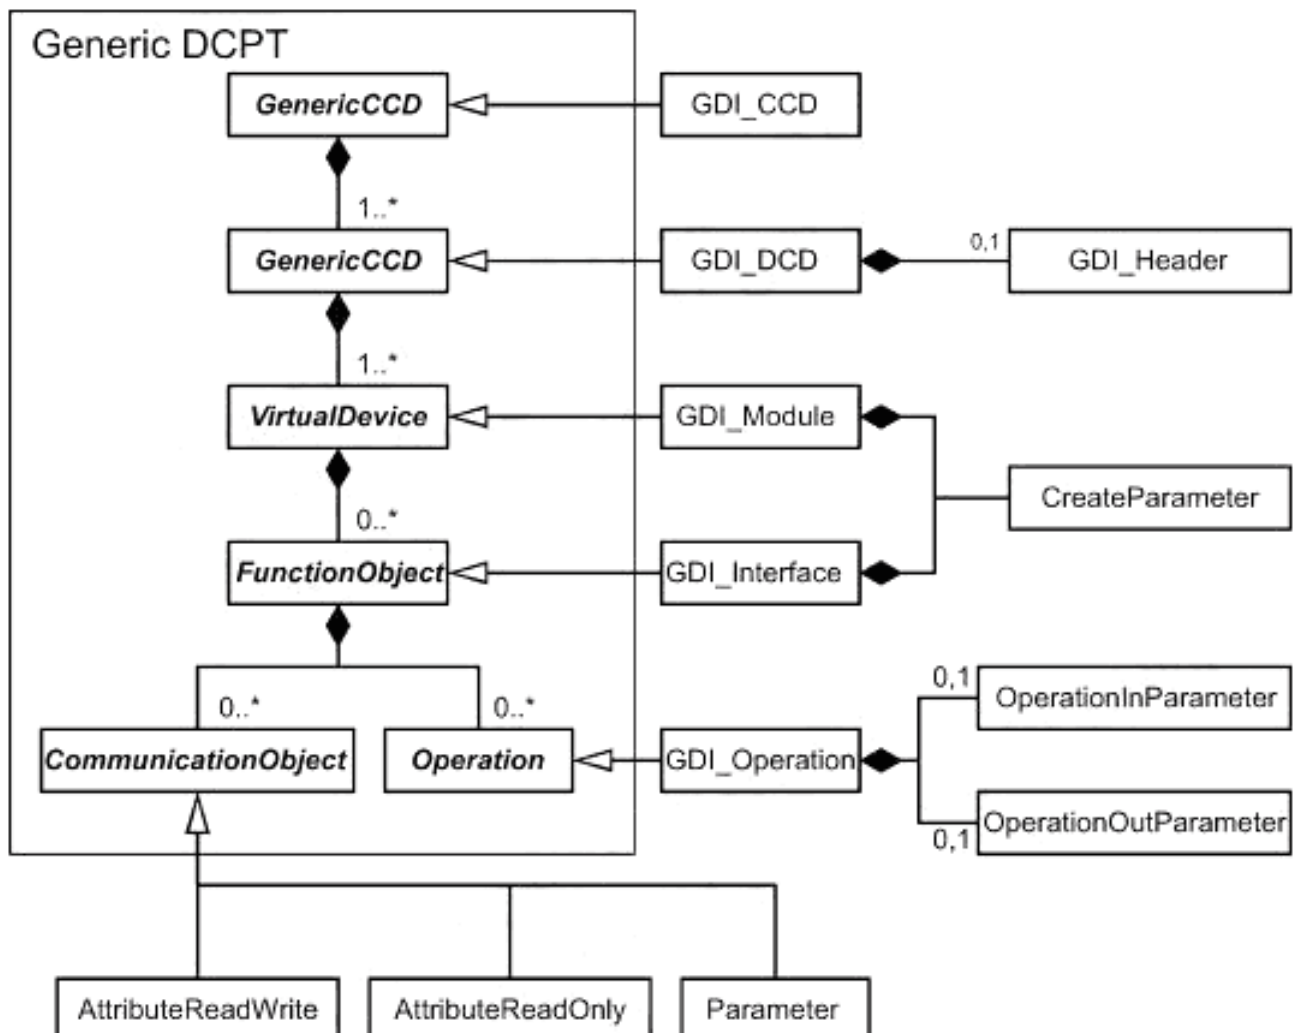 Generic DCPT
GenericCCD
GDI_CCD
1..*
GenericCCD
GDI_DCD
0,1
GDI_Header
1..*
VirtualDevice
GDI_Module
CreateParameter
0..*
FunctionObject
GDI_Interface
0..*
0..*
0,1
OperationInParameter
CommunicationObject
Operation
GDI_Operation
0,1
OperationOutParameter
AttributeReadWrite
AttributeReadOnly
Parameter